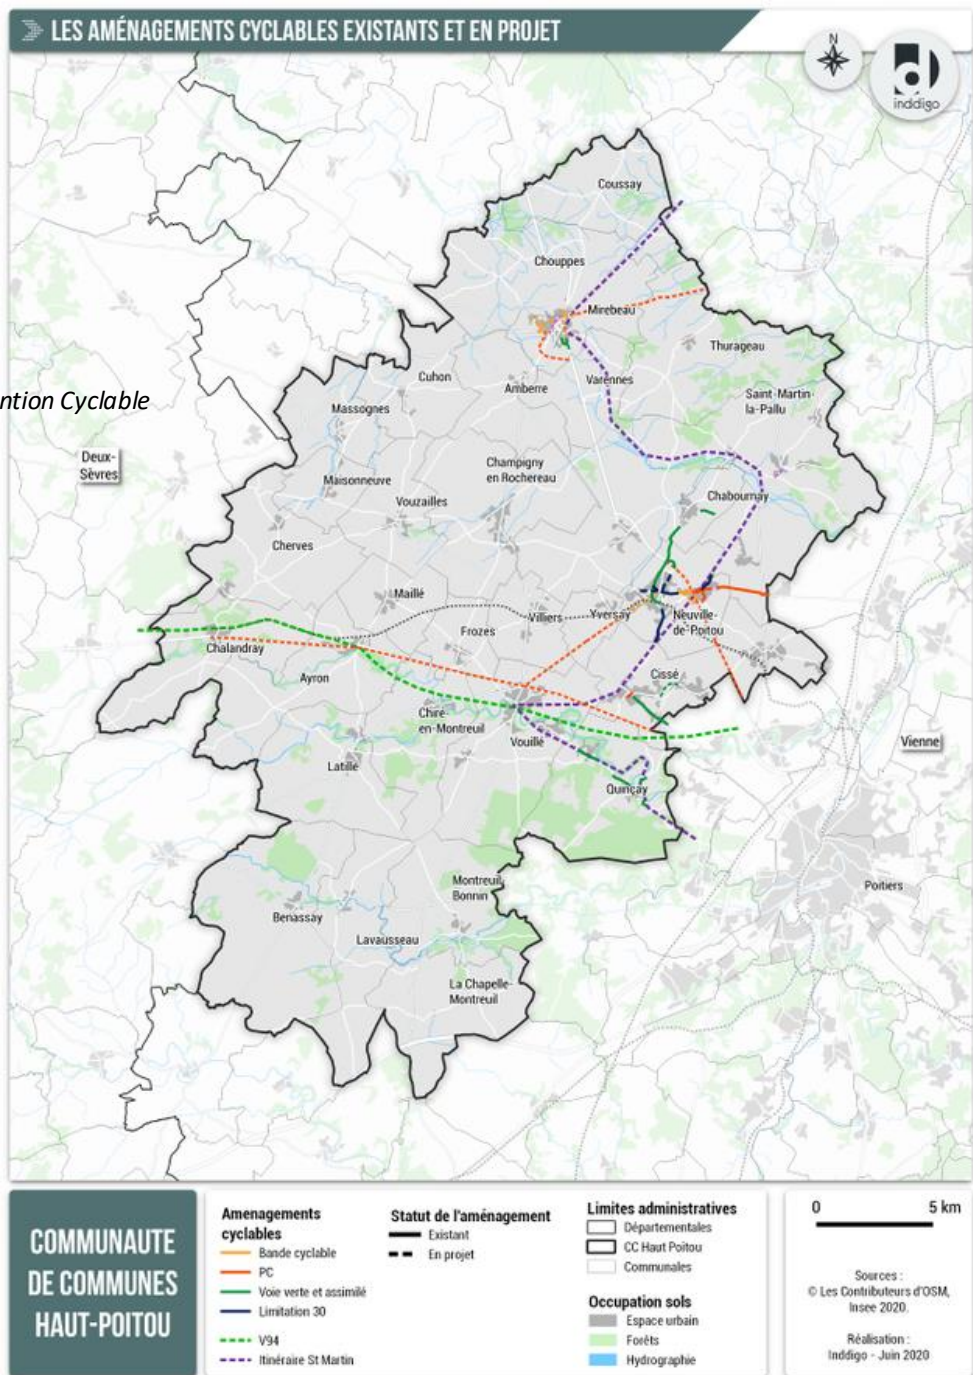 LES AMÉNAGEMENTS CYCLABLES EXISTANTS ET EN PROJET
N
inddigo
Coussay
Chouppes
Mirebeau
Thurageau
Cuhon
Amberre
Varennes
ntion Cyclable
Massognes
Saint-Martin-
la-Pallu
Deux-
Sèvres
Champigny
en Rochereau
Maisonneuve
Vouzailles
Chabournay
Cherves
Maillé
Villiers
Yversay
Neuville-
de-Poitou
Frozes
Chalandray
Ayron
Cissé
Chiré-
en-Montreuil
Vouillé
Vienne
Latillé
Quinçay
Montreuil
Bonnin
Poitiers
Benassay
Lavausseau
La Chapelle-
Montreuil
COMMUNAUTE
DE COMMUNES
HAUT-POITOU
Amenagements
cyclables
Bande cyclable
PC
Voie verte et assimilé
Limitation 30
V94
Itinéraire St Martin
Statut de l'aménagement
Existant
En projet
Limites administratives
Départementales
CC Haut Poitou
Communales
Occupation sols
Espace urbain
Forêts
Hydrographie
0 5 km
Sources :
© Les Contributeurs d'OSM,
Insee 2020.
Réalisation :
Inddigo - Juin 2020